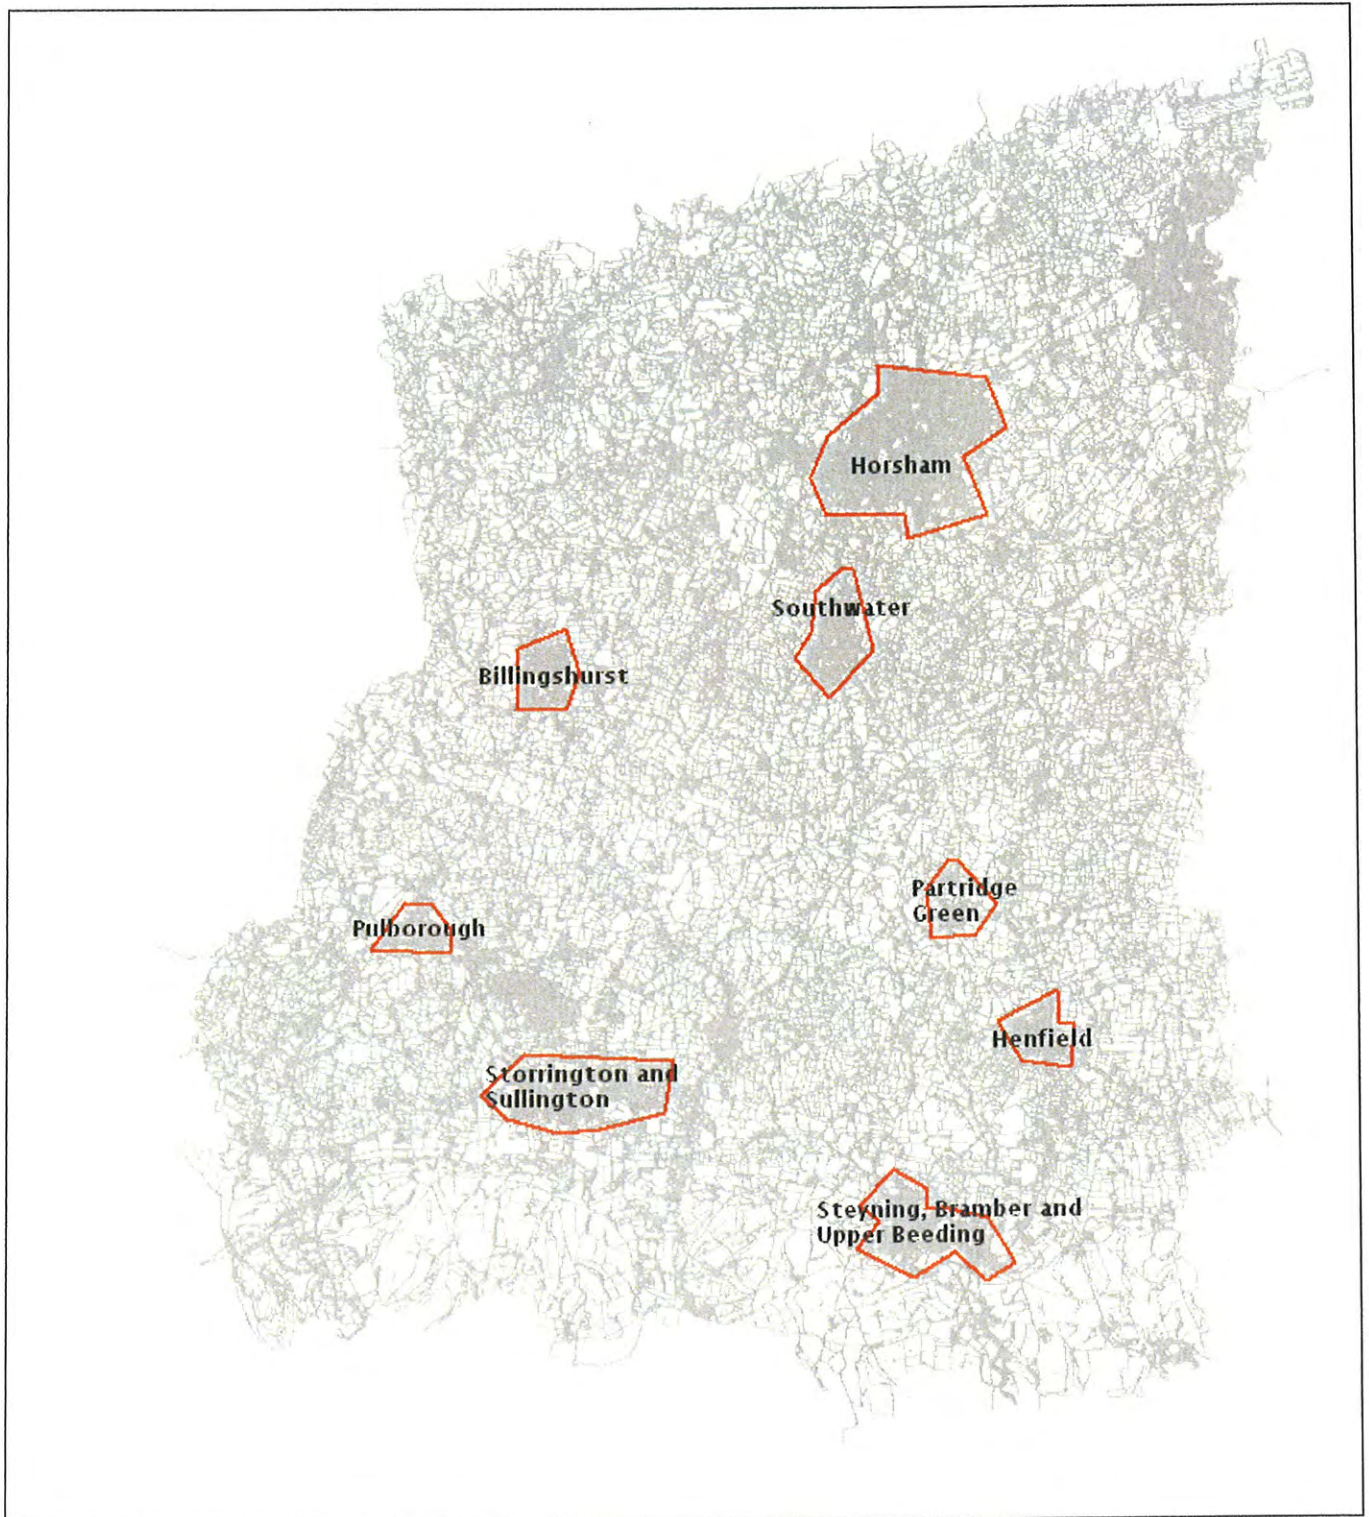 Horsham
Southwater
Billingshurst
Partridge
Green
Pulborough
Henfield
Storrington and
Sullington
Steyning, Bramber and
Upper Beeding